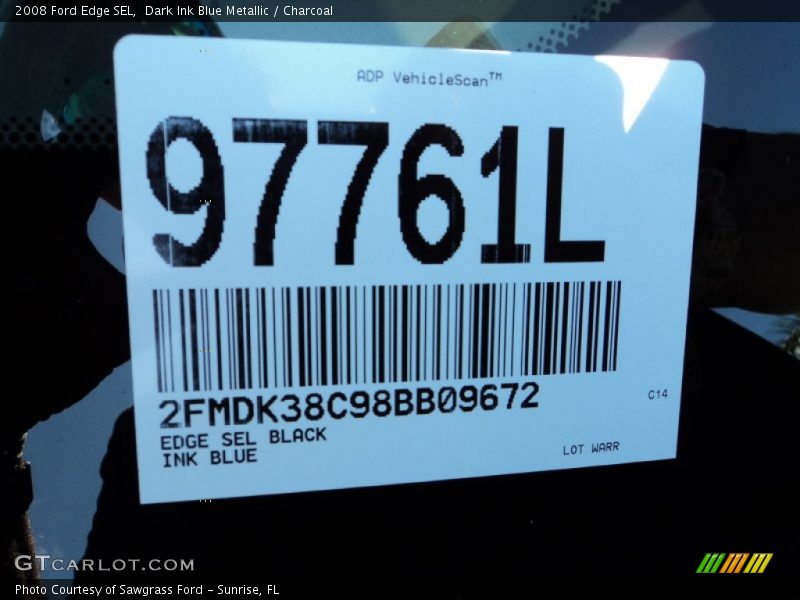 2008 Ford Edge SEL,  Dark Ink Blue Metallic / Charcoal
ADP VehicleScan™
97761L
2FMDK38C98BB09672
C14
EDGE SEL BLACK
INK BLUE
LOT WARR
GTCARLOT.COM
Photo Courtesy of Sawgrass Ford – Sunrise, FL